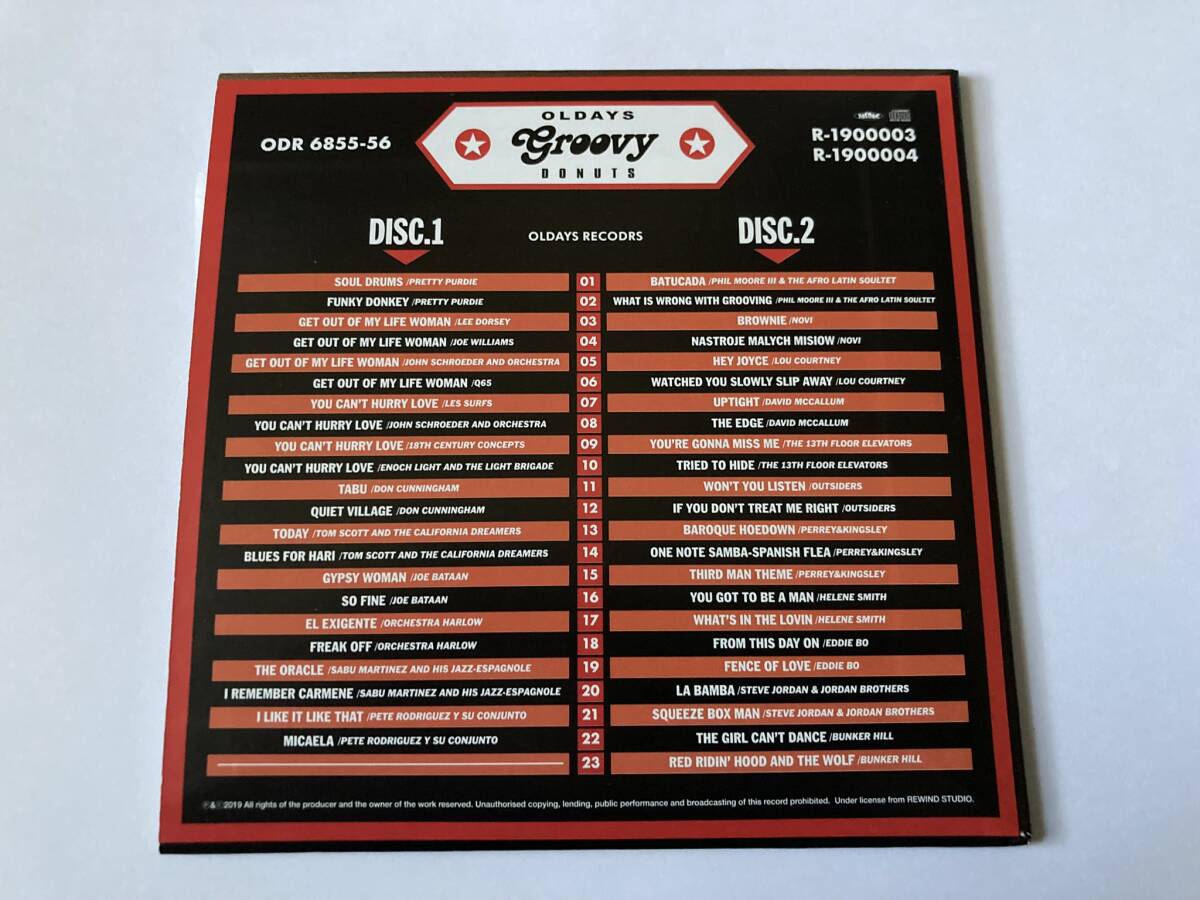 ODR 6855-56
OLDAYS
Groovy
DONUTS
R-1900003
R-1900004
DISC.1
OLDAYS RECODRS
DISC.2
SOUL DRUMS /PRETTY PURDIE
01
BATUCADA /PHIL MOORE III & THE AFRO LATIN SOULTET
FUNKY DONKEY /PRETTY PURDIE
02
WHAT IS WRONG WITH GROOVING /PHIL MOORE III & THE AFRO LATIN SOULTET
GET OUT OF MY LIFE WOMAN /LEE DORSEY
03
BROWNIE /NOVI
GET OUT OF MY LIFE WOMAN /JOE WILLIAMS
04
NASTROJE MALYCH MISIOW /NOVI
GET OUT OF MY LIFE WOMAN /JOHN SCHROEDER AND ORCHESTRA
05
HEY JOYCE /LOU COURTNEY
GET OUT OF MY LIFE WOMAN /Q65
06
WATCHED YOU SLOWLY SLIP AWAY /LOU COURTNEY
YOU CAN'T HURRY LOVE /LES SURFS
07
UPTIGHT /DAVID MCCALLUM
YOU CAN'T HURRY LOVE /JOHN SCHROEDER AND ORCHESTRA
08
THE EDGE /DAVID MCCALLUM
YOU CAN'T HURRY LOVE /18TH CENTURY CONCEPTS
09
YOU'RE GONNA MISS ME /THE 13TH FLOOR ELEVATORS
YOU CAN'T HURRY LOVE /ENOCH LIGHT AND THE LIGHT BRIGADE
10
TRIED TO HIDE /THE 13TH FLOOR ELEVATORS
TABU /DON CUNNINGHAM
11
WON'T YOU LISTEN /OUTSIDERS
QUIET VILLAGE /DON CUNNINGHAM
12
IF YOU DON'T TREAT ME RIGHT /OUTSIDERS
TODAY /TOM SCOTT AND THE CALIFORNIA DREAMERS
13
BAROQUE HOEDOWN /PERREY&KINGSLEY
BLUES FOR HARI /TOM SCOTT AND THE CALIFORNIA DREAMERS
14
ONE NOTE SAMBA-SPANISH FLEA /PERREY&KINGSLEY
GYPSY WOMAN /JOE BATAAN
15
THIRD MAN THEME /PERREY&KINGSLEY
SO FINE /JOE BATAAN
16
YOU GOT TO BE A MAN /HELENE SMITH
EL EXIGENTE /ORCHESTRA HARLOW
17
WHAT'S IN THE LOVIN /HELENE SMITH
FREAK OFF /ORCHESTRA HARLOW
18
FROM THIS DAY ON /EDDIE BO
THE ORACLE /SABU MARTINEZ AND HIS JAZZ-ESPAGNOLE
19
FENCE OF LOVE /EDDIE BO
I REMEMBER CARMENE /SABU MARTINEZ AND HIS JAZZ-ESPAGNOLE
20
LA BAMBA /STEVE JORDAN & JORDAN BROTHERS
I LIKE IT LIKE THAT /PETE RODRIGUEZ Y SU CONJUNTO
21
SQUEEZE BOX MAN /STEVE JORDAN & JORDAN BROTHERS
MICAELA /PETE RODRIGUEZ Y SU CONJUNTO
22
THE GIRL CAN'T DANCE /BUNKER HILL
23
RED RIDIN' HOOD AND THE WOLF /BUNKER HILL
℗&©2019 All rights of the producer and the owner of the work reserved. Unauthorised copying, lending, public performance and broadcasting of this record prohibited. Under license from REWIND STUDIO.